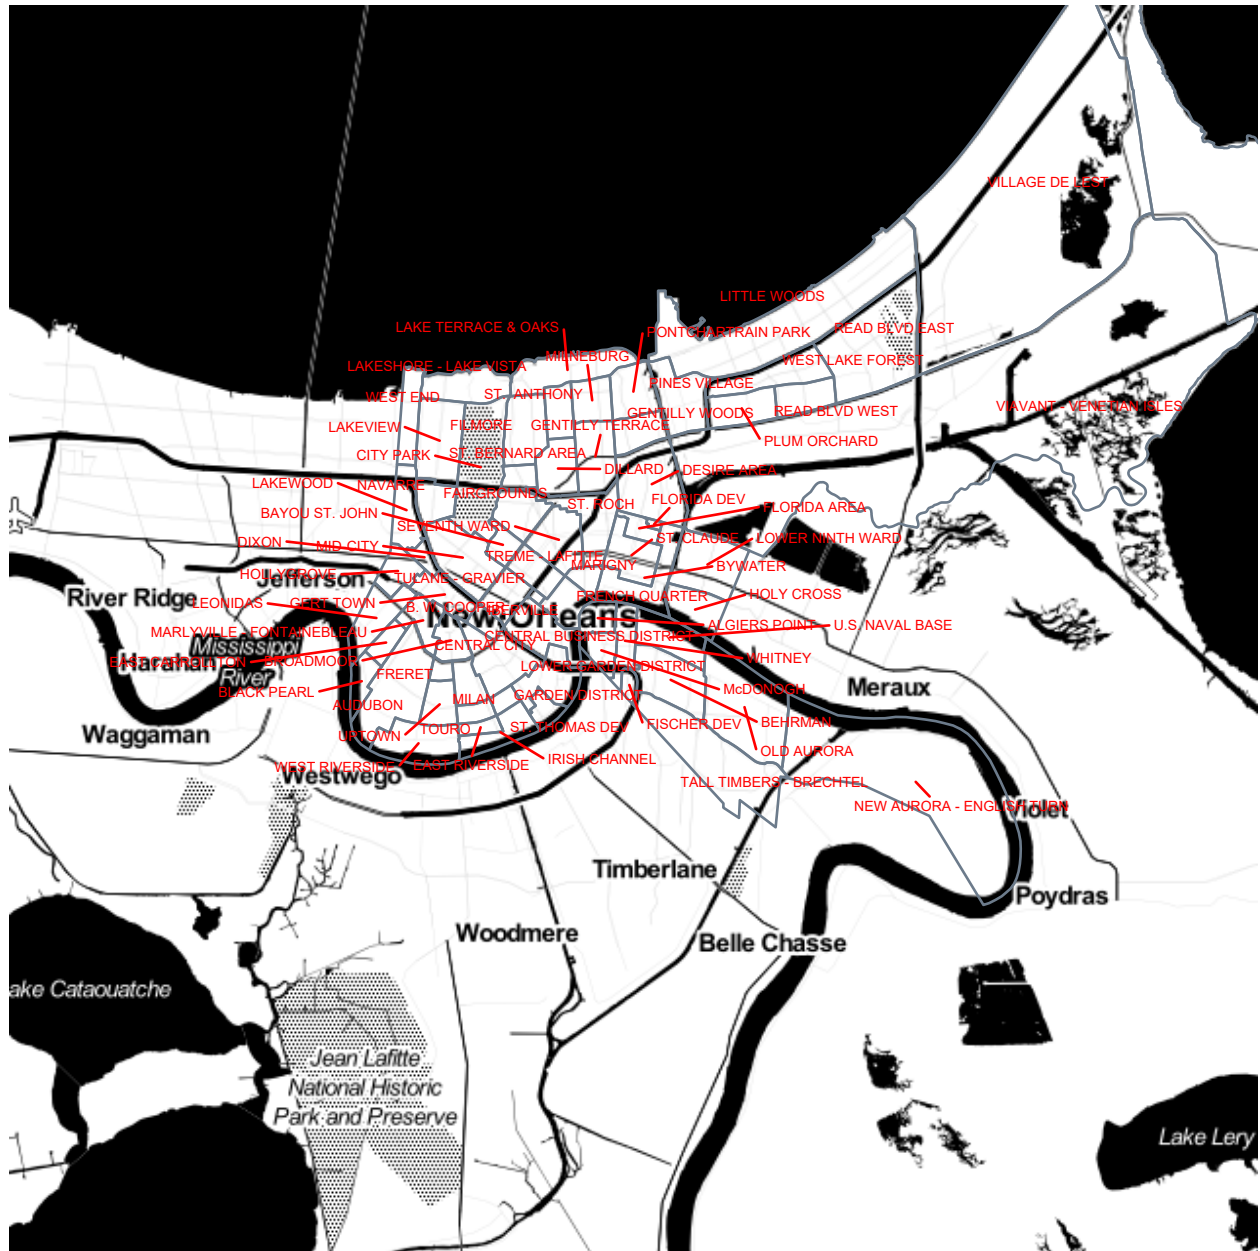 VILLAGE DE LEST
LITTLE WOODS
LAKE TERRACE & OAKS
PONTCHARTRAIN PARK
READ BLVD EAST
MILNEBURG
WEST LAKE FOREST
LAKESHORE - LAKE VISTA
PINES VILLAGE
WEST END
ST. ANTHONY
VIAVANT - VENETIAN ISLES
GENTILLY WOODS
READ BLVD WEST
LAKEVIEW
FILMORE
GENTILLY TERRACE
PLUM ORCHARD
CITY PARK
ST. BERNARD AREA
DILLARD
DESIRE AREA
LAKEWOOD
NAVARRE
FAIRGROUNDS
ST. ROCH
FLORIDA DEV
FLORIDA AREA
BAYOU ST. JOHN
SEVENTH WARD
DIXON
MID-CITY
ST. CLAUDE
LOWER NINTH WARD
TREME - LAFITTE
MARIGNY
BYWATER
HOLLYGROVE
Jefferson
TULANE - GRAVIER
River Ridge
LEONIDAS
GERT TOWN
B. W. COOPER
IBERVILLE
FRENCH QUARTER
HOLY CROSS
New Orleans
MARLYVILLE - FONTAINEBLEAU
CENTRAL BUSINESS DISTRICT
ALGIERS POINT
U.S. NAVAL BASE
Mississippi
River
Harahan
EAST CARROLLTON
BROADMOOR
CENTRAL CITY
LOWER GARDEN DISTRICT
WHITNEY
FRERET
BLACK PEARL
McDONOGH
Meraux
AUDUBON
MILAN
GARDEN DISTRICT
BEHRMAN
Waggaman
UPTOWN
TOURO
ST. THOMAS DEV
FISCHER DEV
OLD AURORA
WEST RIVERSIDE
EAST RIVERSIDE
IRISH CHANNEL
Westwego
TALL TIMBERS - BRECHTEL
NEW AURORA - ENGLISH TURN
Violet
Timberlane
Poydras
Woodmere
Belle Chasse
ake Cataouatche
Jean Lafitte
National Historic
Park and Preserve
Lake Lery